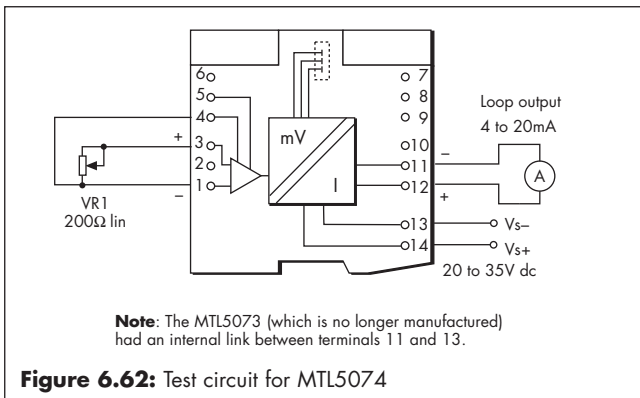 6
5
4
3
2
1
7
8
9
10
11
12
13
14
mV
I
+
−
VR1
200Ω lin
Loop output
4 to 20mA
−
A
+
Vs–
Vs+
20 to 35V dc
Note: The MTL5073 (which is no longer manufactured)
had an internal link between terminals 11 and 13.
Figure 6.62: Test circuit for MTL5074